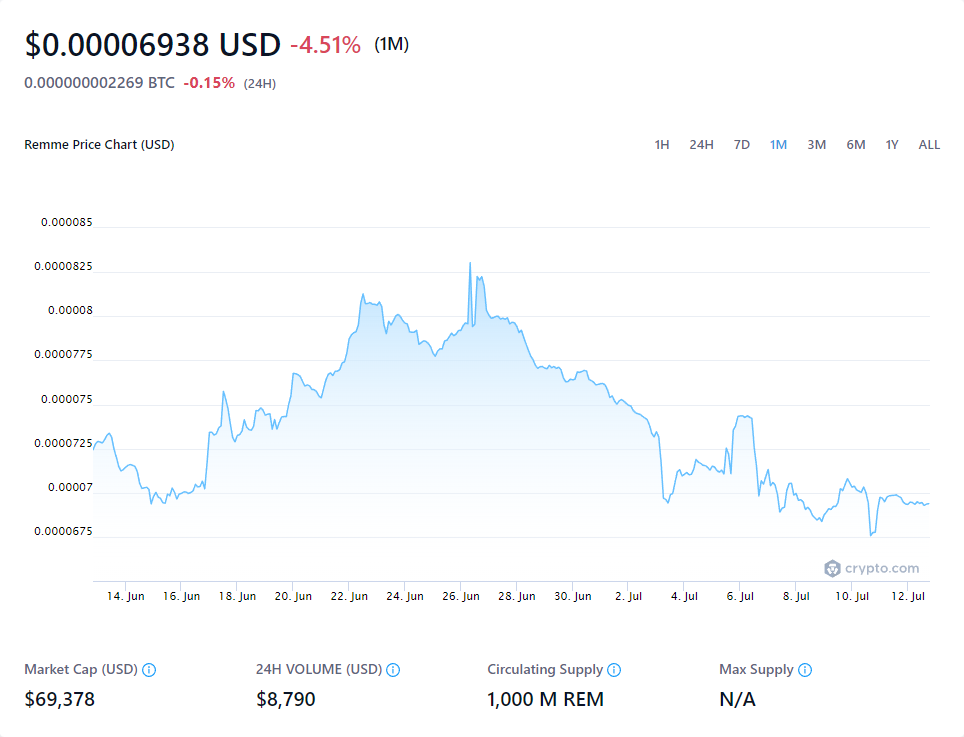 $0.00006938 USD -4.51% (1M)
0.000000002269 BTC -0.15% (24H)
Remme Price Chart (USD) 1H 24H 7D 1M 3M 6M 1Y ALL
0.000085
0.0000825
0.00008
0.0000775
0.000075
0.0000725
0.00007
0.0000675
crypto.com
14. Jun 16. Jun 18. Jun 20. Jun 22. Jun 24. Jun 26. Jun 28. Jun 30. Jun 2. Jul 4. Jul 6. Jul 8. Jul 10. Jul 12. Jul
Market Cap (USD) 24H VOLUME (USD) Circulating Supply Max Supply
$69,378 $8,790 1,000 M REM N/A